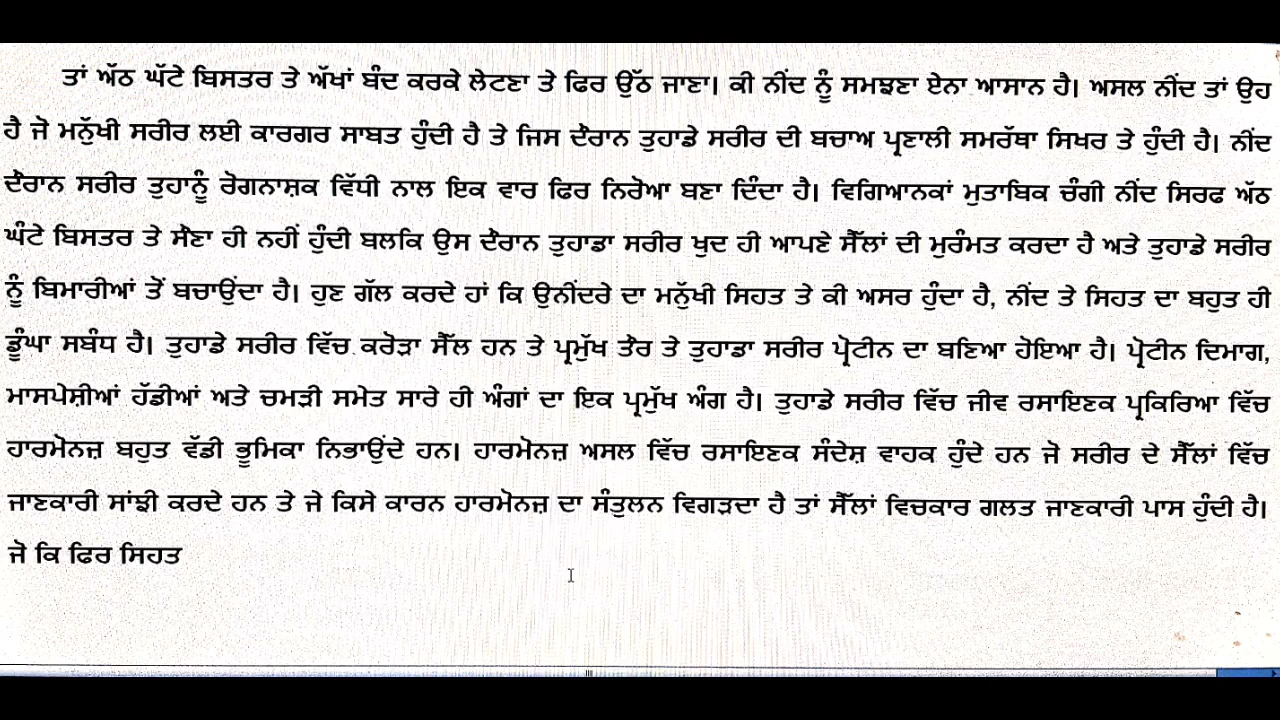 ਤਾਂ ਅੱਠ ਘੱਟੇ ਬਿਸਤਰ ਤੇ ਅੱਖਾਂ ਬੰਦ ਕਰਕੇ ਲੇਟਣਾ ਤੇ ਫਿਰ ਉੱਠ ਜਾਣਾ। ਕੀ ਨੀਂਦ ਨੂੰ ਸਮਝਣਾ ਏਨਾ ਆਸਾਨ ਹੈ। ਅਸਲ ਨੀਂਦ ਤਾਂ ਉਹ
ਹੈ ਜੋ ਮਨੁੱਖੀ ਸਰੀਰ ਲਈ ਕਾਰਗਰ ਸਾਬਤ ਹੁੰਦੀ ਹੈ ਤੇ ਜਿਸ ਦੌਰਾਨ ਤੁਹਾਡੇ ਸਰੀਰ ਦੀ ਬਚਾਅ ਪ੍ਰਣਾਲੀ ਸਮਰੱਥਾ ਸਿਖਰ ਤੇ ਹੁੰਦੀ ਹੈ। ਨੀਂਦ
ਦੌਰਾਨ ਸਰੀਰ ਤੁਹਾਨੂੰ ਰੋਗਨਾਸ਼ਕ ਵਿੱਧੀ ਨਾਲ ਇਕ ਵਾਰ ਫਿਰ ਨਿਰੋਆ ਬਣਾ ਦਿੰਦਾ ਹੈ। ਵਿਗਿਆਨਕਾਂ ਮੁਤਾਬਿਕ ਚੰਗੀ ਨੀਂਦ ਸਿਰਫ ਅੱਠ
ਘੰਟੇ ਬਿਸਤਰ ਤੇ ਸੌਣਾ ਹੀ ਨਹੀਂ ਹੁੰਦੀ ਬਲਕਿ ਉਸ ਦੌਰਾਨ ਤੁਹਾਡਾ ਸਰੀਰ ਖੁਦ ਹੀ ਆਪਣੇ ਸੈੱਲਾਂ ਦੀ ਮੁਰੰਮਤ ਕਰਦਾ ਹੈ ਅਤੇ ਤੁਹਾਡੇ ਸਰੀਰ
ਨੂੰ ਬਿਮਾਰੀਆਂ ਤੋਂ ਬਚਾਉਂਦਾ ਹੈ। ਹੁਣ ਗੱਲ ਕਰਦੇ ਹਾਂ ਕਿ ਉਨੀਂਦਰੇ ਦਾ ਮਨੁੱਖੀ ਸਿਹਤ ਤੇ ਕੀ ਅਸਰ ਹੁੰਦਾ ਹੈ, ਨੀਂਦ ਤੇ ਸਿਹਤ ਦਾ ਬਹੁਤ ਹੀ
ਡੂੰਘਾ ਸਬੰਧ ਹੈ। ਤੁਹਾਡੇ ਸਰੀਰ ਵਿੱਚ ਕਰੋੜਾ ਸੈੱਲ ਹਨ ਤੇ ਪ੍ਰਮੁੱਖ ਤੌਰ ਤੇ ਤੁਹਾਡਾ ਸਰੀਰ ਪ੍ਰੋਟੀਨ ਦਾ ਬਣਿਆ ਹੋਇਆ ਹੈ। ਪ੍ਰੋਟੀਨ ਦਿਮਾਗ,
ਮਾਸਪੇਸ਼ੀਆਂ ਹੱਡੀਆਂ ਅਤੇ ਚਮੜੀ ਸਮੇਤ ਸਾਰੇ ਹੀ ਅੰਗਾਂ ਦਾ ਇਕ ਪ੍ਰਮੁੱਖ ਅੰਗ ਹੈ। ਤੁਹਾਡੇ ਸਰੀਰ ਵਿੱਚ ਜੀਵ ਰਸਾਇਣਕ ਪ੍ਰਕਿਰਿਆ ਵਿੱਚ
ਹਾਰਮੋਨਜ਼ ਬਹੁਤ ਵੱਡੀ ਭੂਮਿਕਾ ਨਿਭਾਉਂਦੇ ਹਨ। ਹਾਰਮੋਨਜ਼ ਅਸਲ ਵਿੱਚ ਰਸਾਇਣਕ ਸੰਦੇਸ਼ ਵਾਹਕ ਹੁੰਦੇ ਹਨ ਜੋ ਸਰੀਰ ਦੇ ਸੈੱਲਾਂ ਵਿੱਚ
ਜਾਣਕਾਰੀ ਸਾਂਝੀ ਕਰਦੇ ਹਨ ਤੇ ਜੇ ਕਿਸੇ ਕਾਰਨ ਹਾਰਮੋਨਜ਼ ਦਾ ਸੰਤੁਲਨ ਵਿਗੜਦਾ ਹੈ ਤਾਂ ਸੈੱਲਾਂ ਵਿਚਕਾਰ ਗਲਤ ਜਾਣਕਾਰੀ ਪਾਸ ਹੁੰਦੀ ਹੈ।
ਜੋ ਕਿ ਫਿਰ ਸਿਹਤ